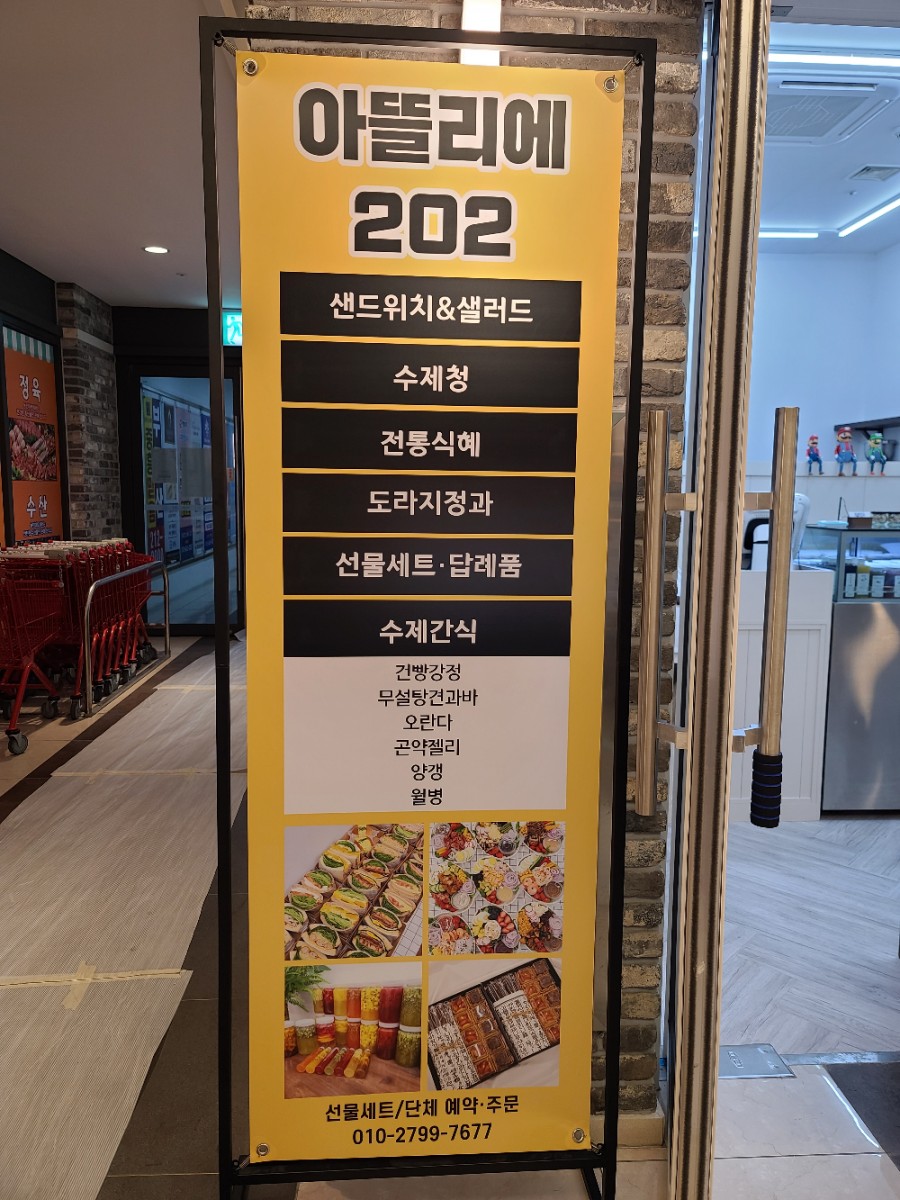 아뜰리에
202
샌드위치&샐러드
수제청
전통식혜
도라지정과
선물세트·답례품
수제간식
건빵강정
무설탕견과바
오란다
곤약젤리
양갱
월병
선물세트/단체 예약·주문
010-2799-7677
정육
수산